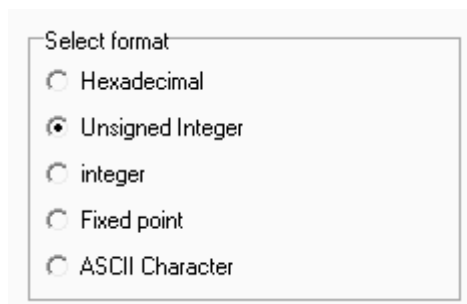 Select format
Hexadecimal
Unsigned Integer
integer
Fixed point
ASCII Character